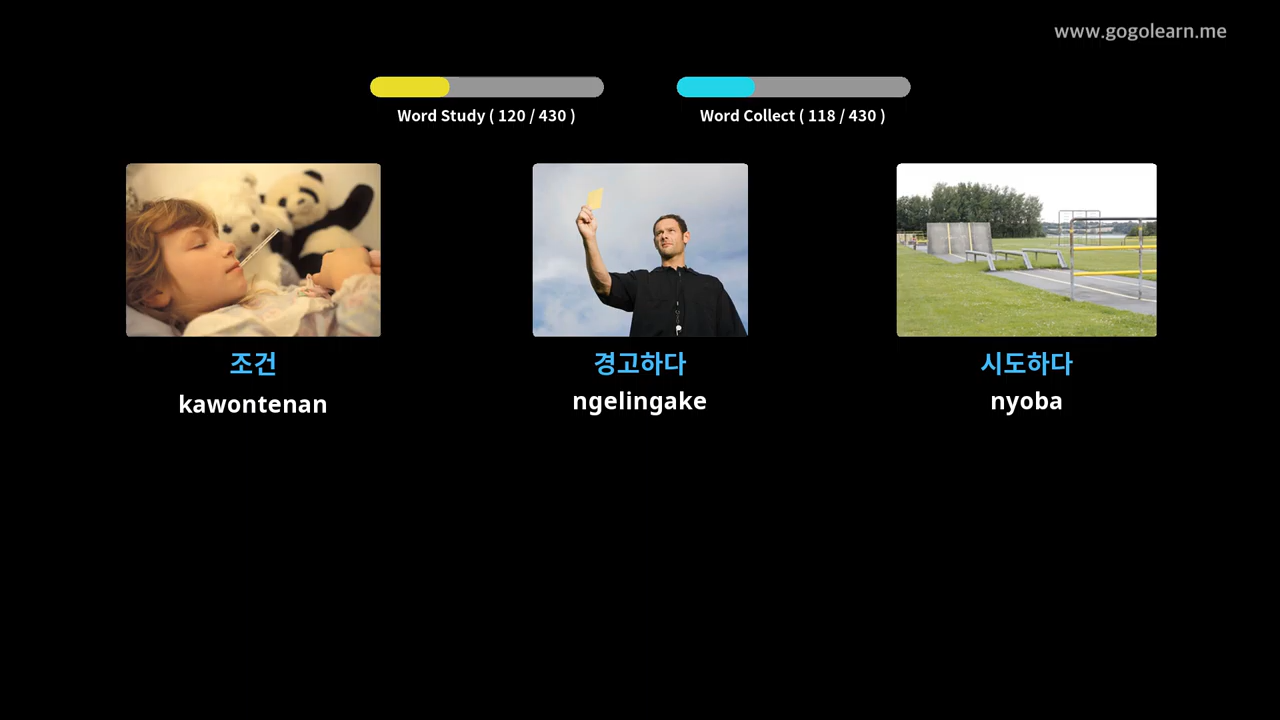 www.gogolearn.me
Word Study ( 120 / 430 )
Word Collect ( 118 / 430 )
조건
경고하다
시도하다
kawontenan
ngelingake
nyoba